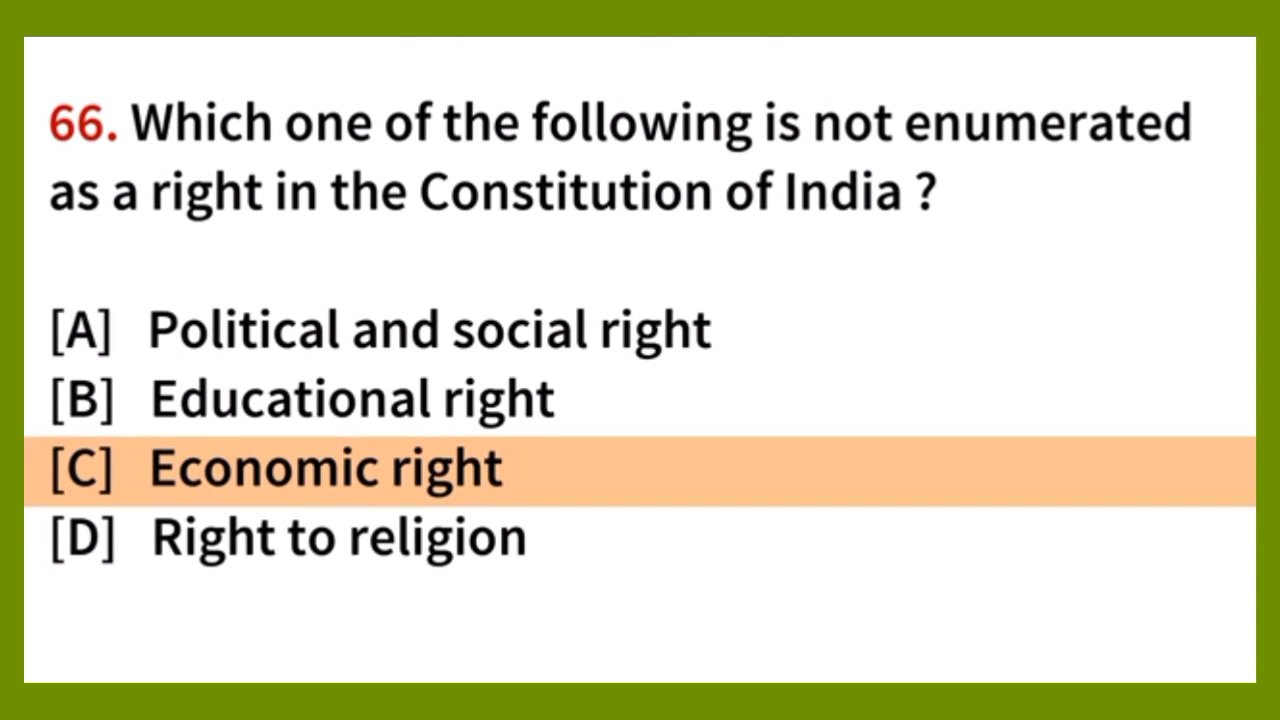 66. Which one of the following is not enumerated
as a right in the Constitution of India ?
[A] Political and social right
[B] Educational right
[C] Economic right
[D] Right to religion